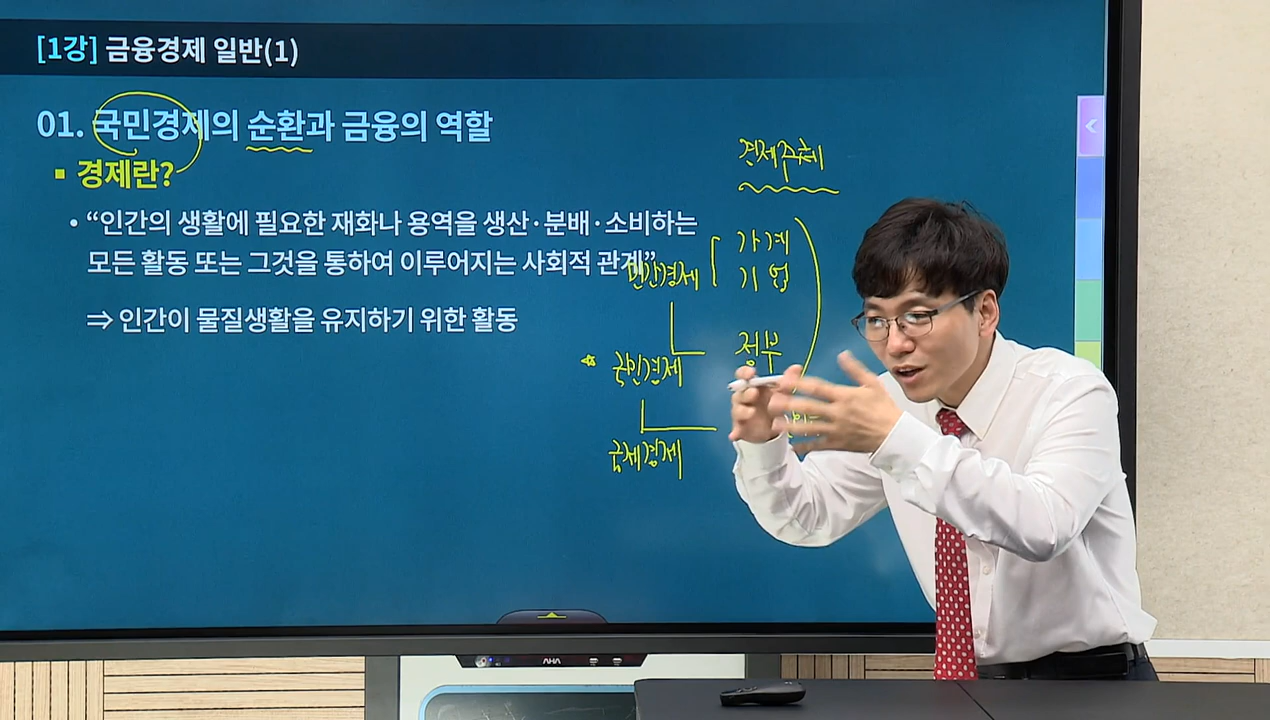 [1강] 금융경제 일반(1)
01. 국민경제의 순환과 금융의 역할
▪ 경제란?
• “인간의 생활에 필요한 재화나 용역을 생산·분배·소비하는
모든 활동 또는 그것을 통하여 이루어지는 사회적 관계”
⇒ 인간이 물질생활을 유지하기 위한 활동
경제주체
가계
민간경제 기업
정부
국민경제
국제경제
AHA